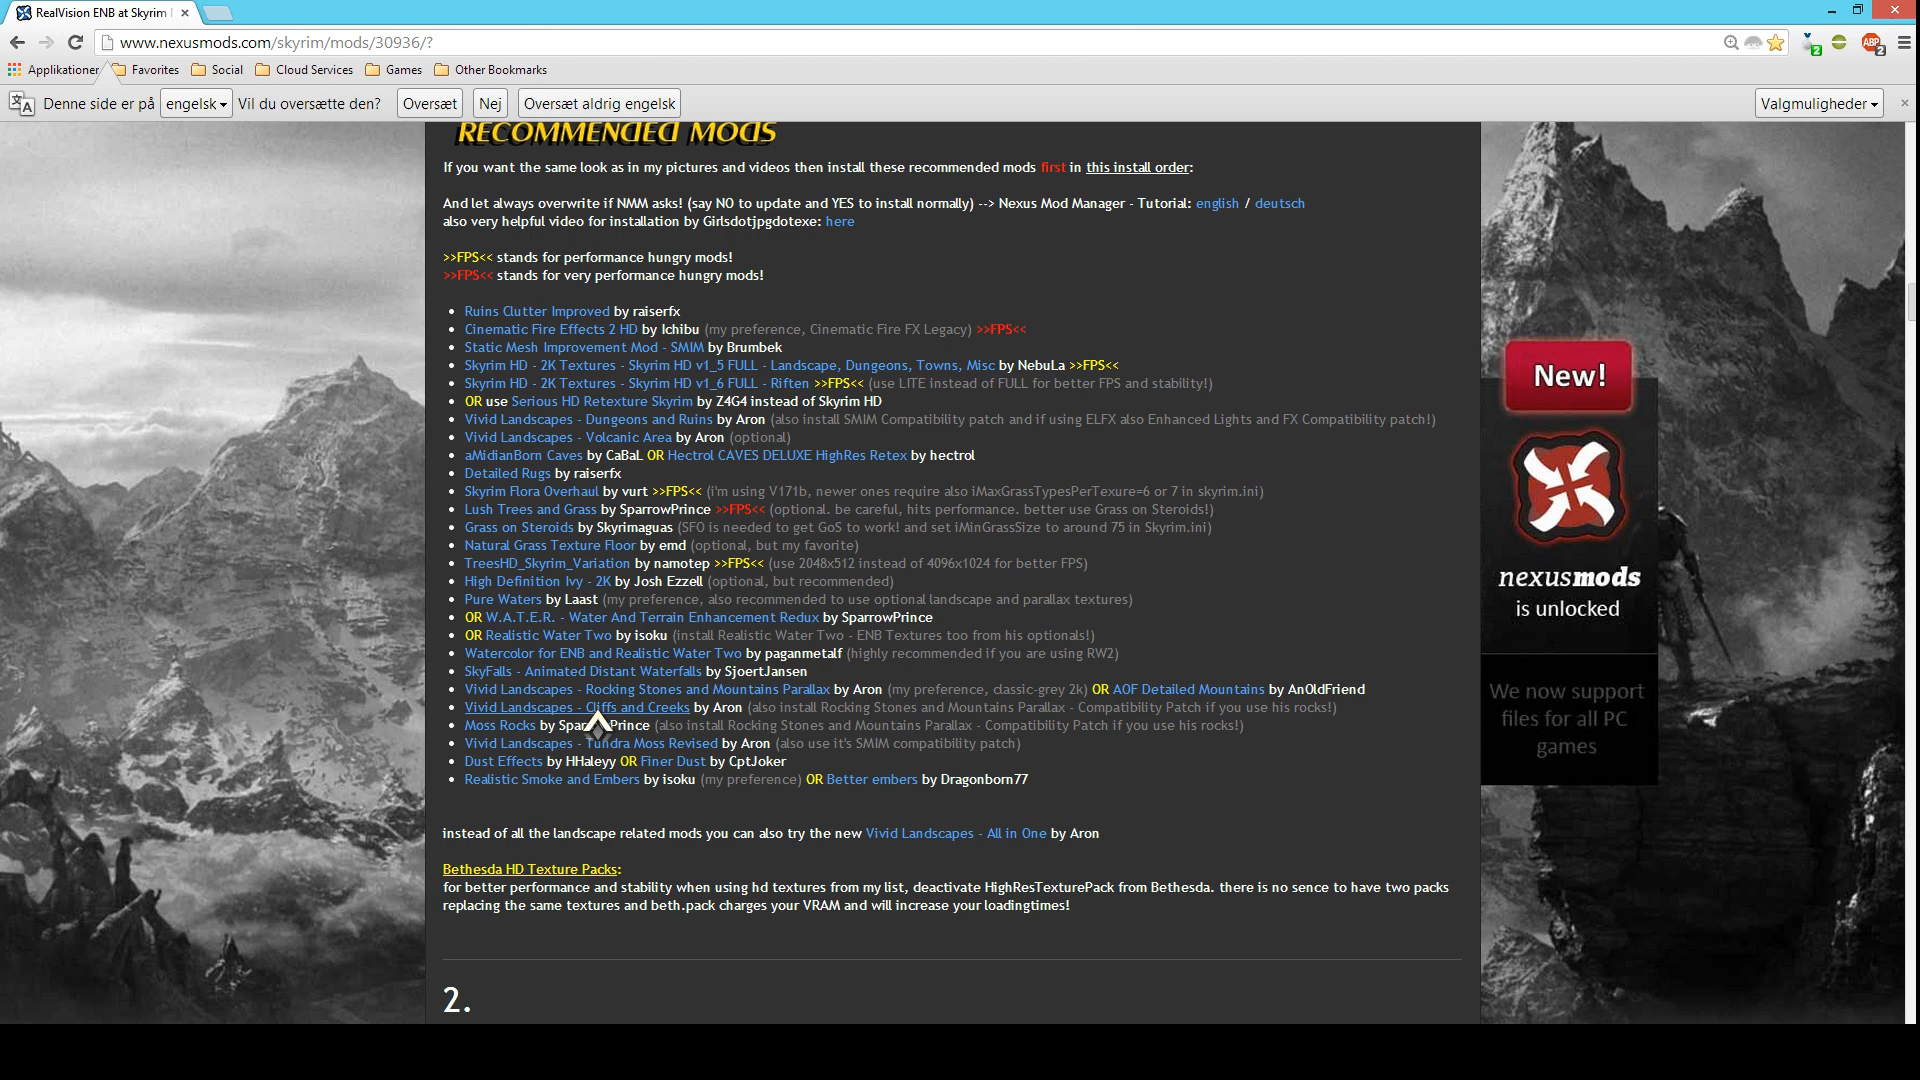 RealVision ENB at Skyrim
www.nexusmods.com/skyrim/mods/30936/?
Applikationer Favorites Social Cloud Services Games Other Bookmarks
Denne side er på engelsk Vil du oversætte den? Oversæt Nej Oversæt aldrig engelsk Valgmuligheder
RECOMMENDED MODS
If you want the same look as in my pictures and videos then install these recommended mods first in this install order:
And let always overwrite if NMM asks! (say NO to update and YES to install normally) --> Nexus Mod Manager - Tutorial: english / deutsch
also very helpful video for installation by Girlsdotjpgdotexe: here
>>FPS<< stands for performance hungry mods!
>>FPS<< stands for very performance hungry mods!
• Ruins Clutter Improved by raiserfx
• Cinematic Fire Effects 2 HD by Ichibu (my preference, Cinematic Fire FX Legacy) >>FPS<<
• Static Mesh Improvement Mod - SMIM by Brumbek
• Skyrim HD - 2K Textures - Skyrim HD v1_5 FULL - Landscape, Dungeons, Towns, Misc by NebuLa >>FPS<<
• Skyrim HD - 2K Textures - Skyrim HD v1_6 FULL - Riften >>FPS<< (use LITE instead of FULL for better FPS and stability!)
• OR use Serious HD Retexture Skyrim by Z4G4 instead of Skyrim HD
• Vivid Landscapes - Dungeons and Ruins by Aron (also install SMIM Compatibility patch and if using ELFX also Enhanced Lights and FX Compatibility patch!)
• Vivid Landscapes - Volcanic Area by Aron (optional)
• aMidianBorn Caves by CaBaL OR Hectrol CAVES DELUXE HighRes Retex by hectrol
• Detailed Rugs by raiserfx
• Skyrim Flora Overhaul by vurt >>FPS<< (i'm using V171b, newer ones require also iMaxGrassTypesPerTexure=6 or 7 in skyrim.ini)
• Lush Trees and Grass by SparrowPrince >>FPS<< (optional. be careful, hits performance. better use Grass on Steroids!)
• Grass on Steroids by Skyrimaguas (SFO is needed to get GoS to work! and set iMinGrassSize to around 75 in Skyrim.ini)
• Natural Grass Texture Floor by emd (optional, but my favorite)
• TreesHD_Skyrim_Variation by namotep >>FPS<< (use 2048x512 instead of 4096x1024 for better FPS)
• High Definition Ivy - 2K by Josh Ezzell (optional, but recommended)
• Pure Waters by Laast (my preference, also recommended to use optional landscape and parallax textures)
• OR W.A.T.E.R. - Water And Terrain Enhancement Redux by SparrowPrince
• OR Realistic Water Two by isoku (install Realistic Water Two - ENB Textures too from his optionals!)
• Watercolor for ENB and Realistic Water Two by paganmetalf (highly recommended if you are using RW2)
• SkyFalls - Animated Distant Waterfalls by SjoertJansen
• Vivid Landscapes - Rocking Stones and Mountains Parallax by Aron (my preference, classic-grey 2k) OR AOF Detailed Mountains by AnOldFriend
• Vivid Landscapes - Cliffs and Creeks by Aron (also install Rocking Stones and Mountains Parallax - Compatibility Patch if you use his rocks!)
• Moss Rocks by SparrowPrince (also install Rocking Stones and Mountains Parallax - Compatibility Patch if you use his rocks!)
• Vivid Landscapes - Tundra Moss Revised by Aron (also use it's SMIM compatibility patch)
• Dust Effects by HHaleyy OR Finer Dust by CptJoker
• Realistic Smoke and Embers by isoku (my preference) OR Better embers by Dragonborn77
instead of all the landscape related mods you can also try the new Vivid Landscapes - All in One by Aron
Bethesda HD Texture Packs:
for better performance and stability when using hd textures from my list, deactivate HighResTexturePack from Bethesda. there is no sence to have two packs
replacing the same textures and beth.pack charges your VRAM and will increase your loadingtimes!
2.
New!
nexusmods
is unlocked
We now support
files for all PC
games
ABP
2
2